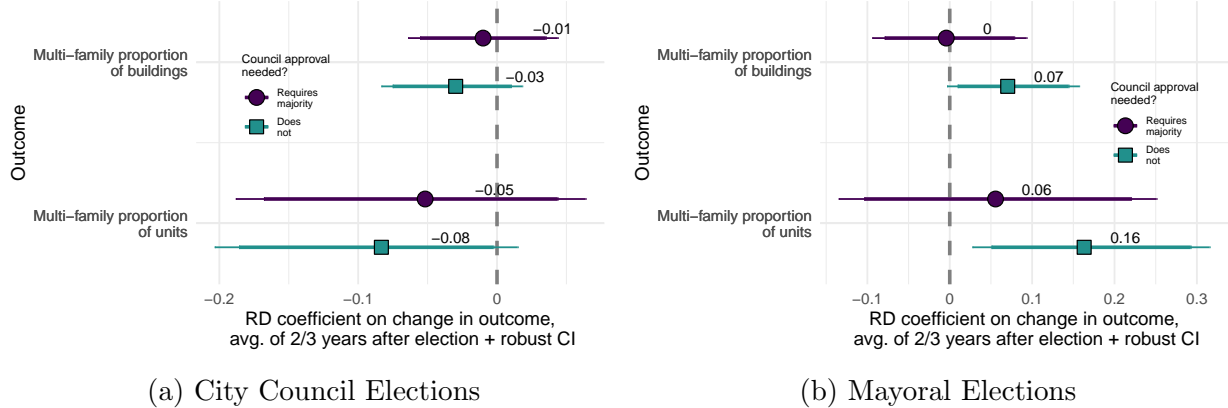 Outcome
Multi−family proportion
of buildings
Multi−family proportion
of units
Council approval
needed?
Requires
majority
Does
not
−0.01
−0.03
−0.05
−0.08
−0.2
−0.1
0
RD coefficient on change in outcome,
avg. of 2/3 years after election + robust CI
(a) City Council Elections
Outcome
Multi−family proportion
of buildings
Multi−family proportion
of units
0
0.07
Council approval
needed?
Requires
majority
Does
not
0.06
0.16
−0.1
0
0.1
0.2
0.3
RD coefficient on change in outcome,
avg. of 2/3 years after election + robust CI
(b) Mayoral Elections